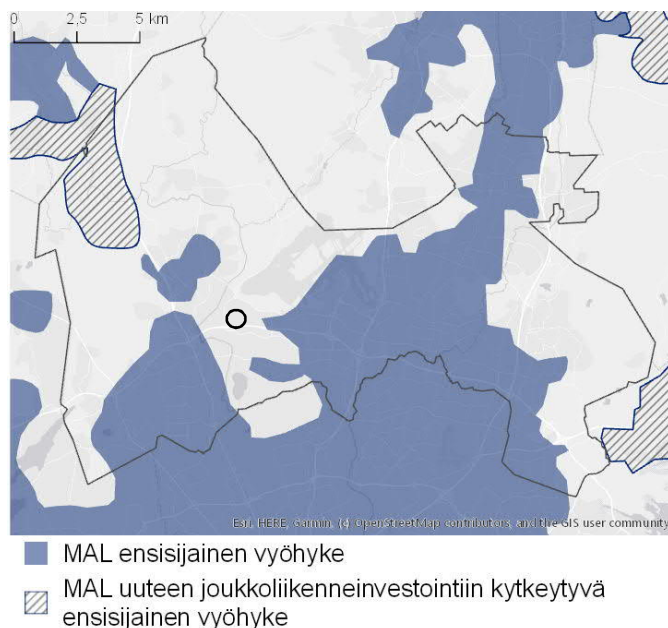 0 2,5 5 km
Esri, HERE, Garmin, (c) OpenStreetMap contributors, and the GIS user community
MAL ensisijainen vyöhyke
MAL uuteen joukkoliikenneinvestointiin kytkeytyvä
ensisijainen vyöhyke